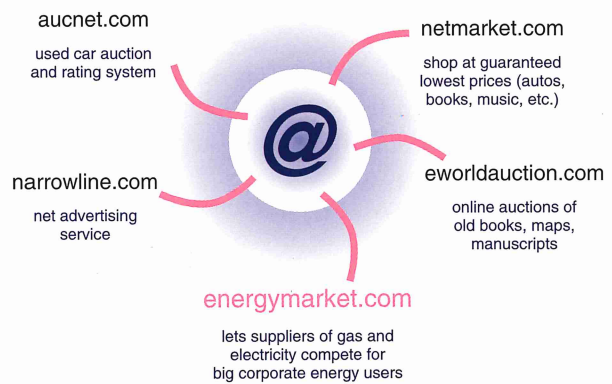 aucnet.com
used car auction
and rating system
netmarket.com
shop at guaranteed
lowest prices (autos,
books, music, etc.)
@
narrowline.com
net advertising
service
eworldauction.com
online auctions of
old books, maps,
manuscripts
energymarket.com
lets suppliers of gas and
electricity compete for
big corporate energy users